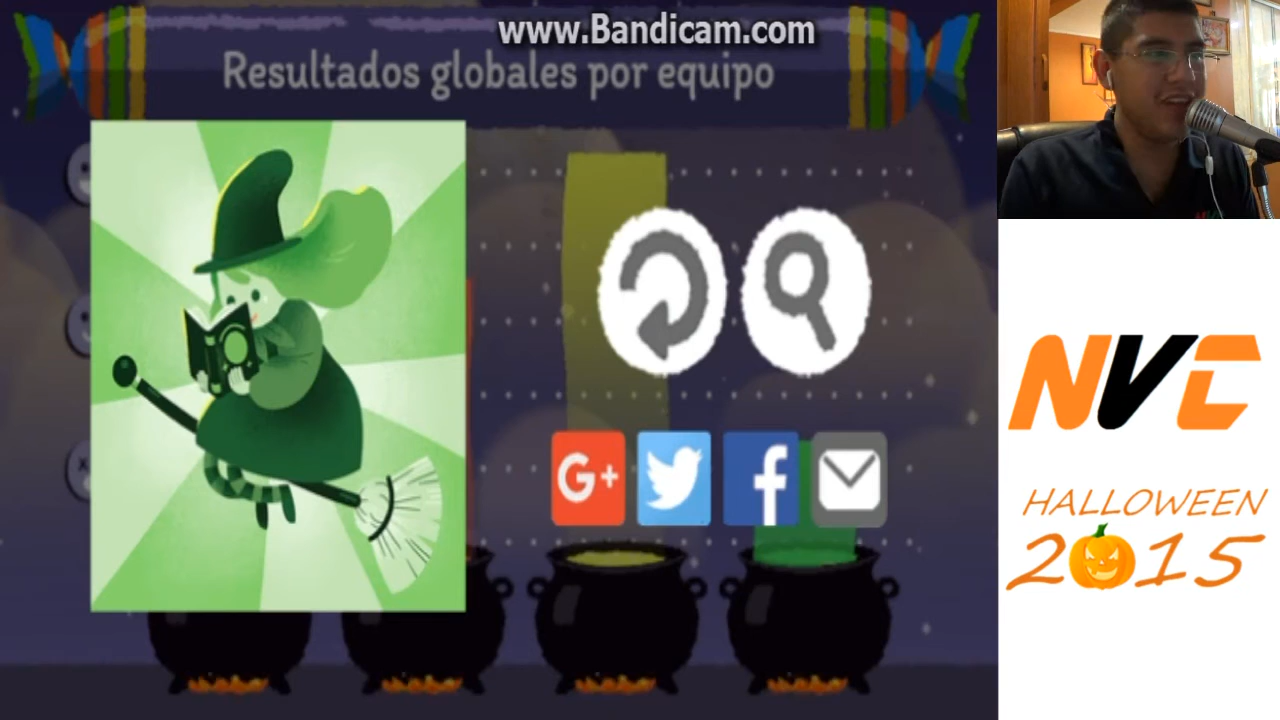 www.Bandicam.com
Resultados globales por equipo
G+
f
NVC
HALLOWEEN
2015